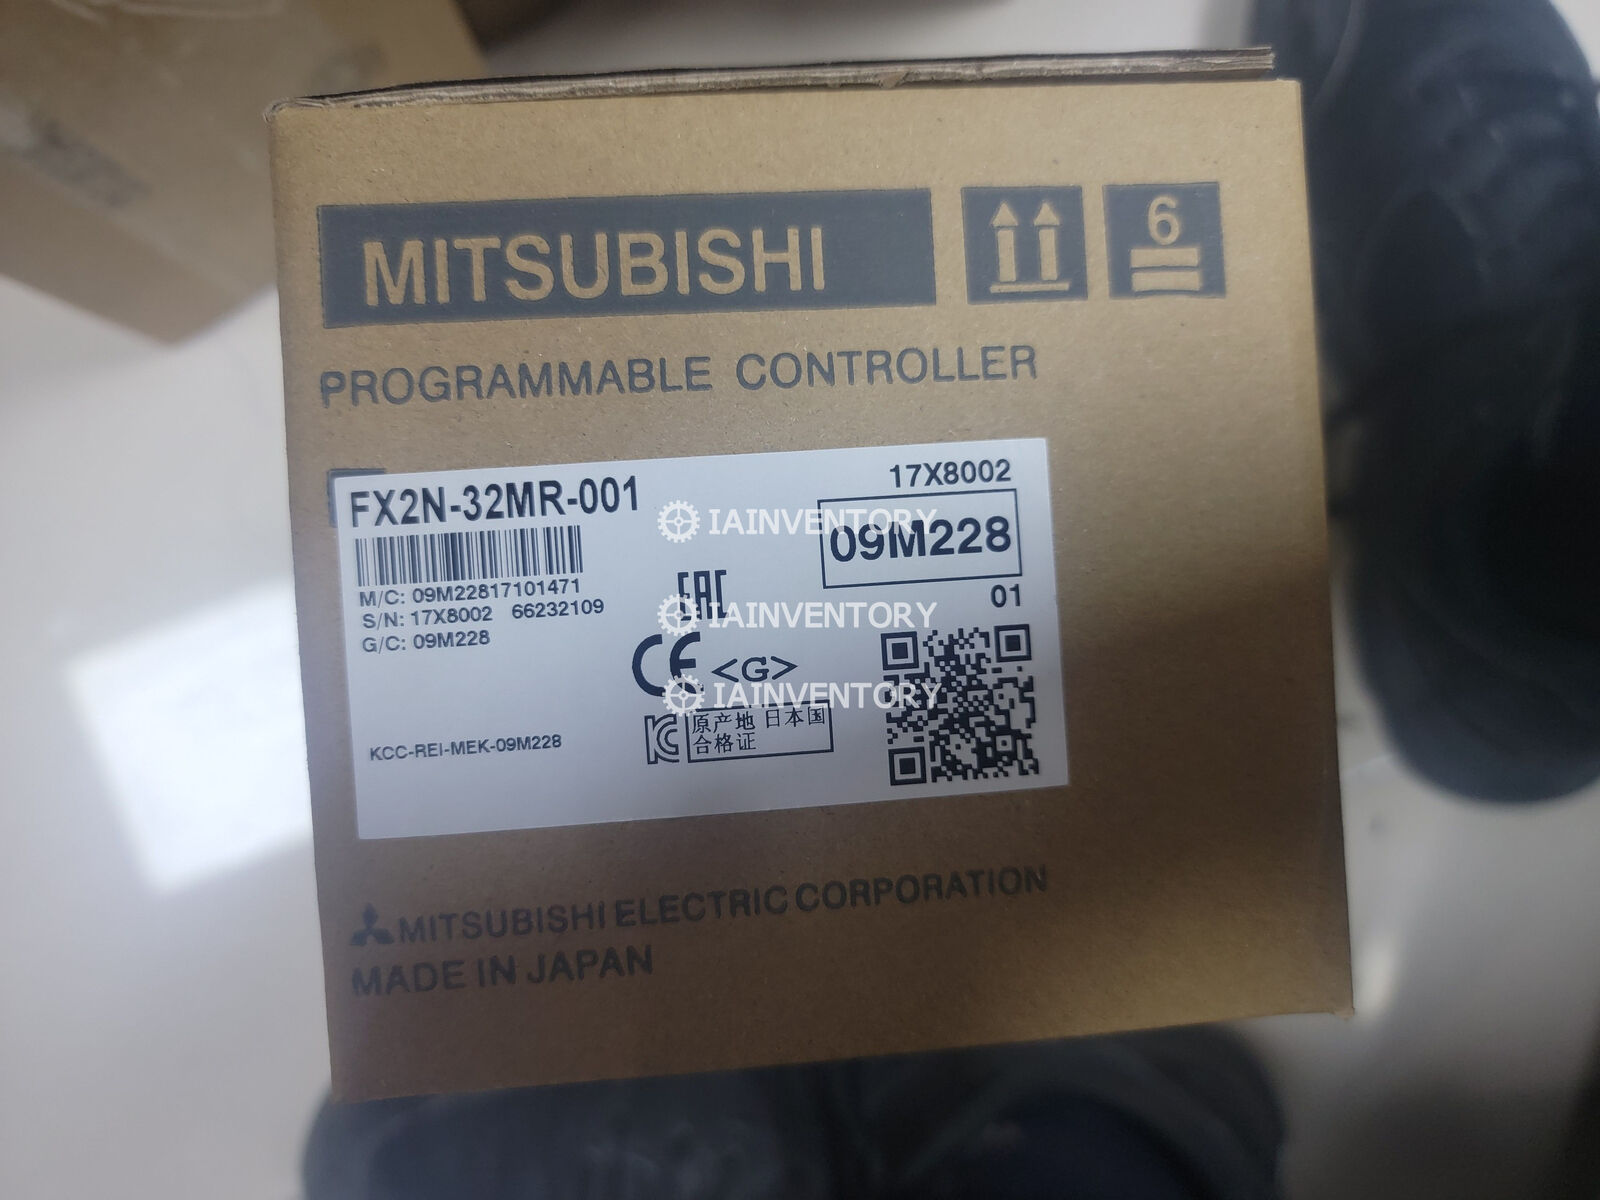 MITSUBISHI
6
PROGRAMMABLE CONTROLLER
FX2N-32MR-001
17X8002
09M228
01
M/C: 09M22817101471
S/N: 17X8002 66232109
G/C: 09M228
EAC
CE <G>
KCC-REI-MEK-09M228
KC
原产地 日本国
合格证
IAINVENTORY
IAINVENTORY
IAINVENTORY
MITSUBISHI ELECTRIC CORPORATION
MADE IN JAPAN